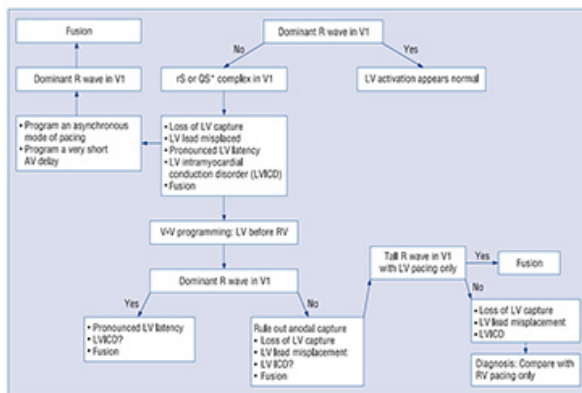 Dominant R wave in V1
No
Yes
rS or QS* complex in V1
LV activation appears normal
Fusion
Dominant R wave in V1
• Program an asynchronous
mode of pacing
• Program a very short
AV delay
• Loss of LV capture
• LV lead misplaced
• Pronounced LV latency
• LV intramyocardial
conduction disorder (LVICD)
• Fusion
V-V programming: LV before RV
Dominant R wave in V1
Yes
No
• Pronounced LV latency
• LVICD?
• Fusion
Rule out anodal capture
• Loss of LV capture
• LV lead misplacement
• LV ICD?
• Fusion
Tall R wave in V1
with LV pacing only
Yes
Fusion
No
• Loss of LV capture
• LV lead misplacement
• LVICD
Diagnosis: Compare with
RV pacing only